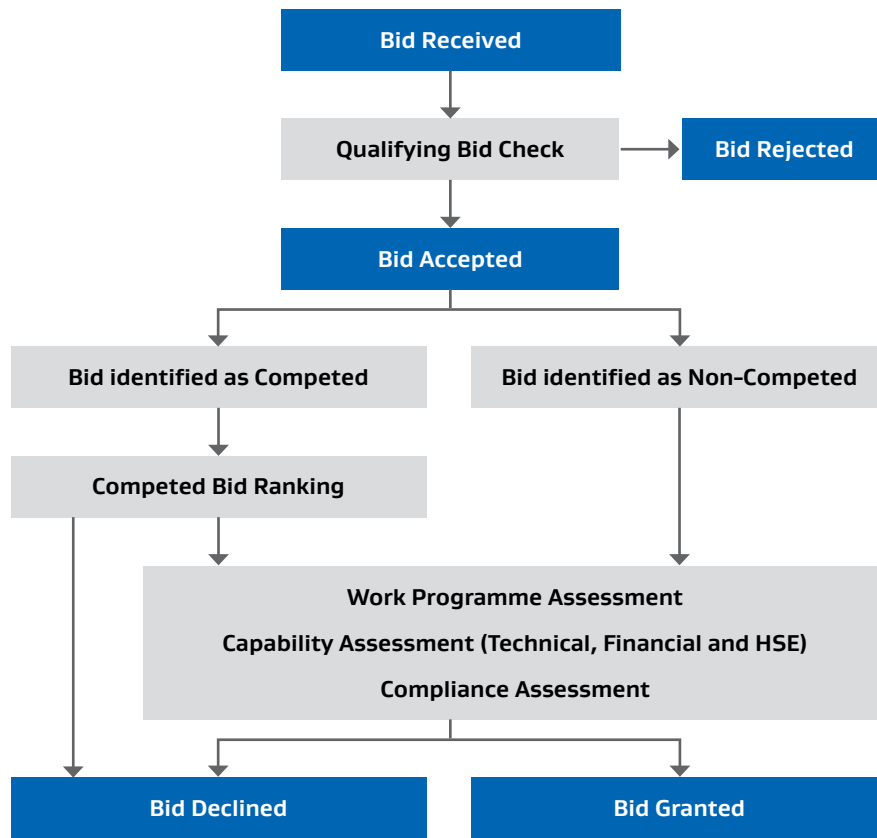 Bid Received
Qualifying Bid Check
Bid Rejected
Bid Accepted
Bid identified as Competed
Bid identified as Non-Competed
Competed Bid Ranking
Work Programme Assessment
Capability Assessment (Technical, Financial and HSE)
Compliance Assessment
Bid Declined
Bid Granted